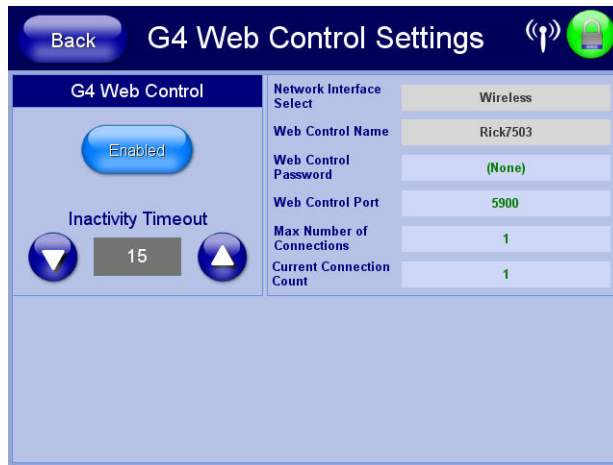 Back
G4 Web Control Settings
G4 Web Control
Enabled
Inactivity Timeout
15
Network Interface
Select
Wireless
Web Control Name
Rick7503
Web Control
Password
(None)
Web Control Port
5900
Max Number of
Connections
1
Current Connection
Count
1